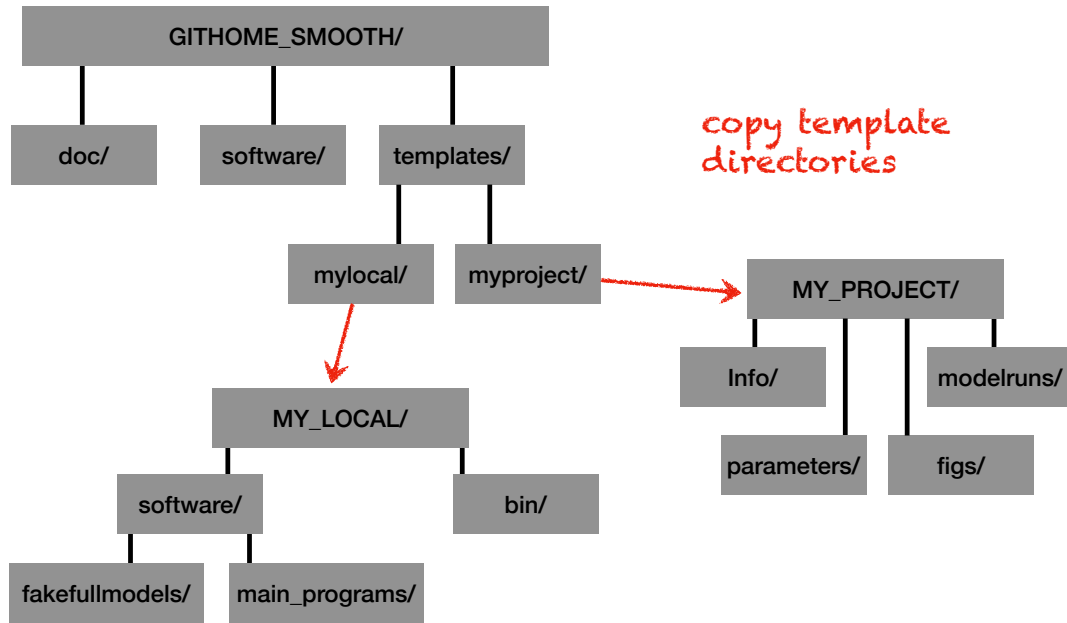 GITHOME_SMOOTH/
doc/
software/
templates/
copy template
directories
mylocal/
myproject/
MY_PROJECT/
Info/
modelruns/
parameters/
figs/
MY_LOCAL/
software/
bin/
fakefullmodels/
main_programs/